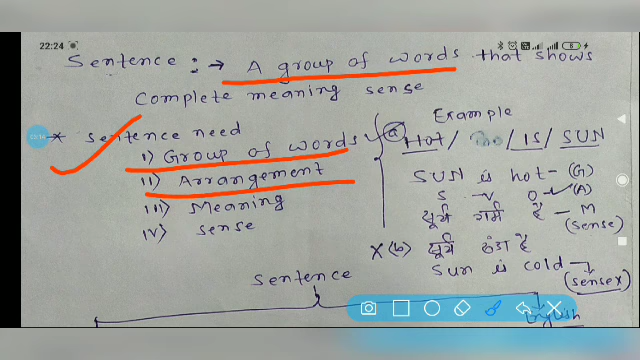 22:24
Sentence :→ A group of words that shows
Complete meaning sense
* Sentence need
i) Group of words
ii) Arrangement
iii) Meaning
iv) sense
Example
(a) Hot / / IS / SUN
SUN is hot - (G)
S V O (A)
सूर्य गर्म है - M
(sense)
X (b) सूर्य ठंडा है
Sun is cold →
(sense x)
Sentence
English